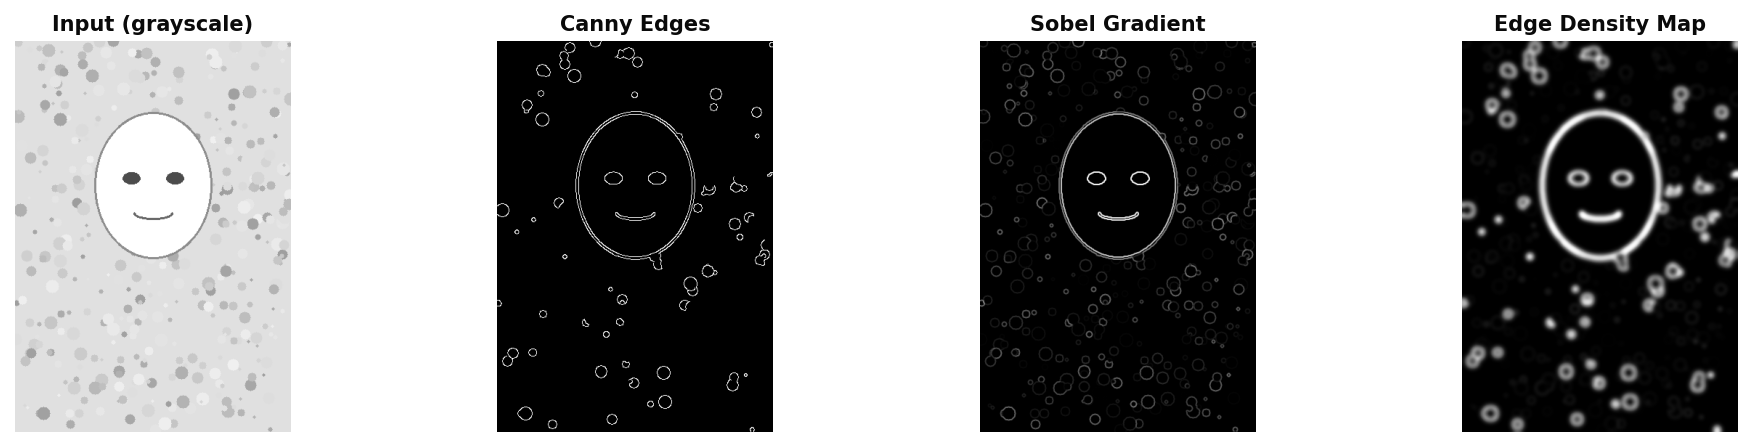 Input (grayscale)
Canny Edges
Sobel Gradient
Edge Density Map